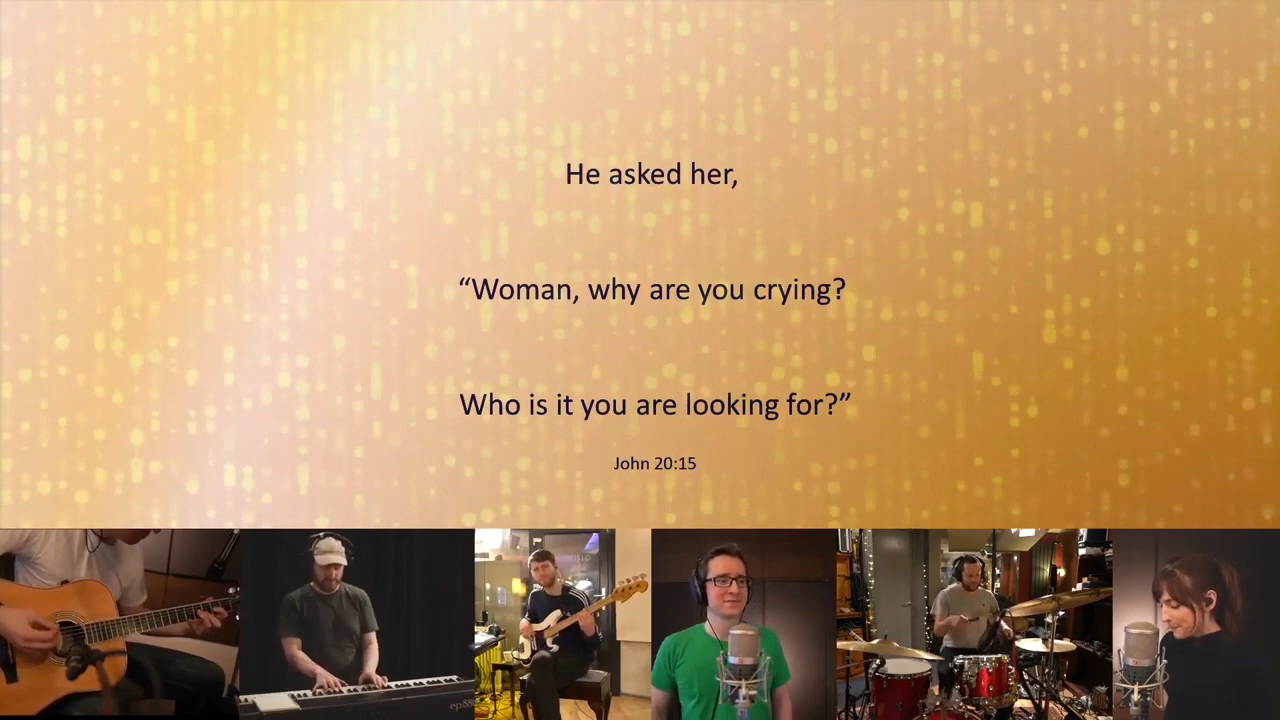 He asked her,
“Woman, why are you crying?
Who is it you are looking for?”
John 20:15